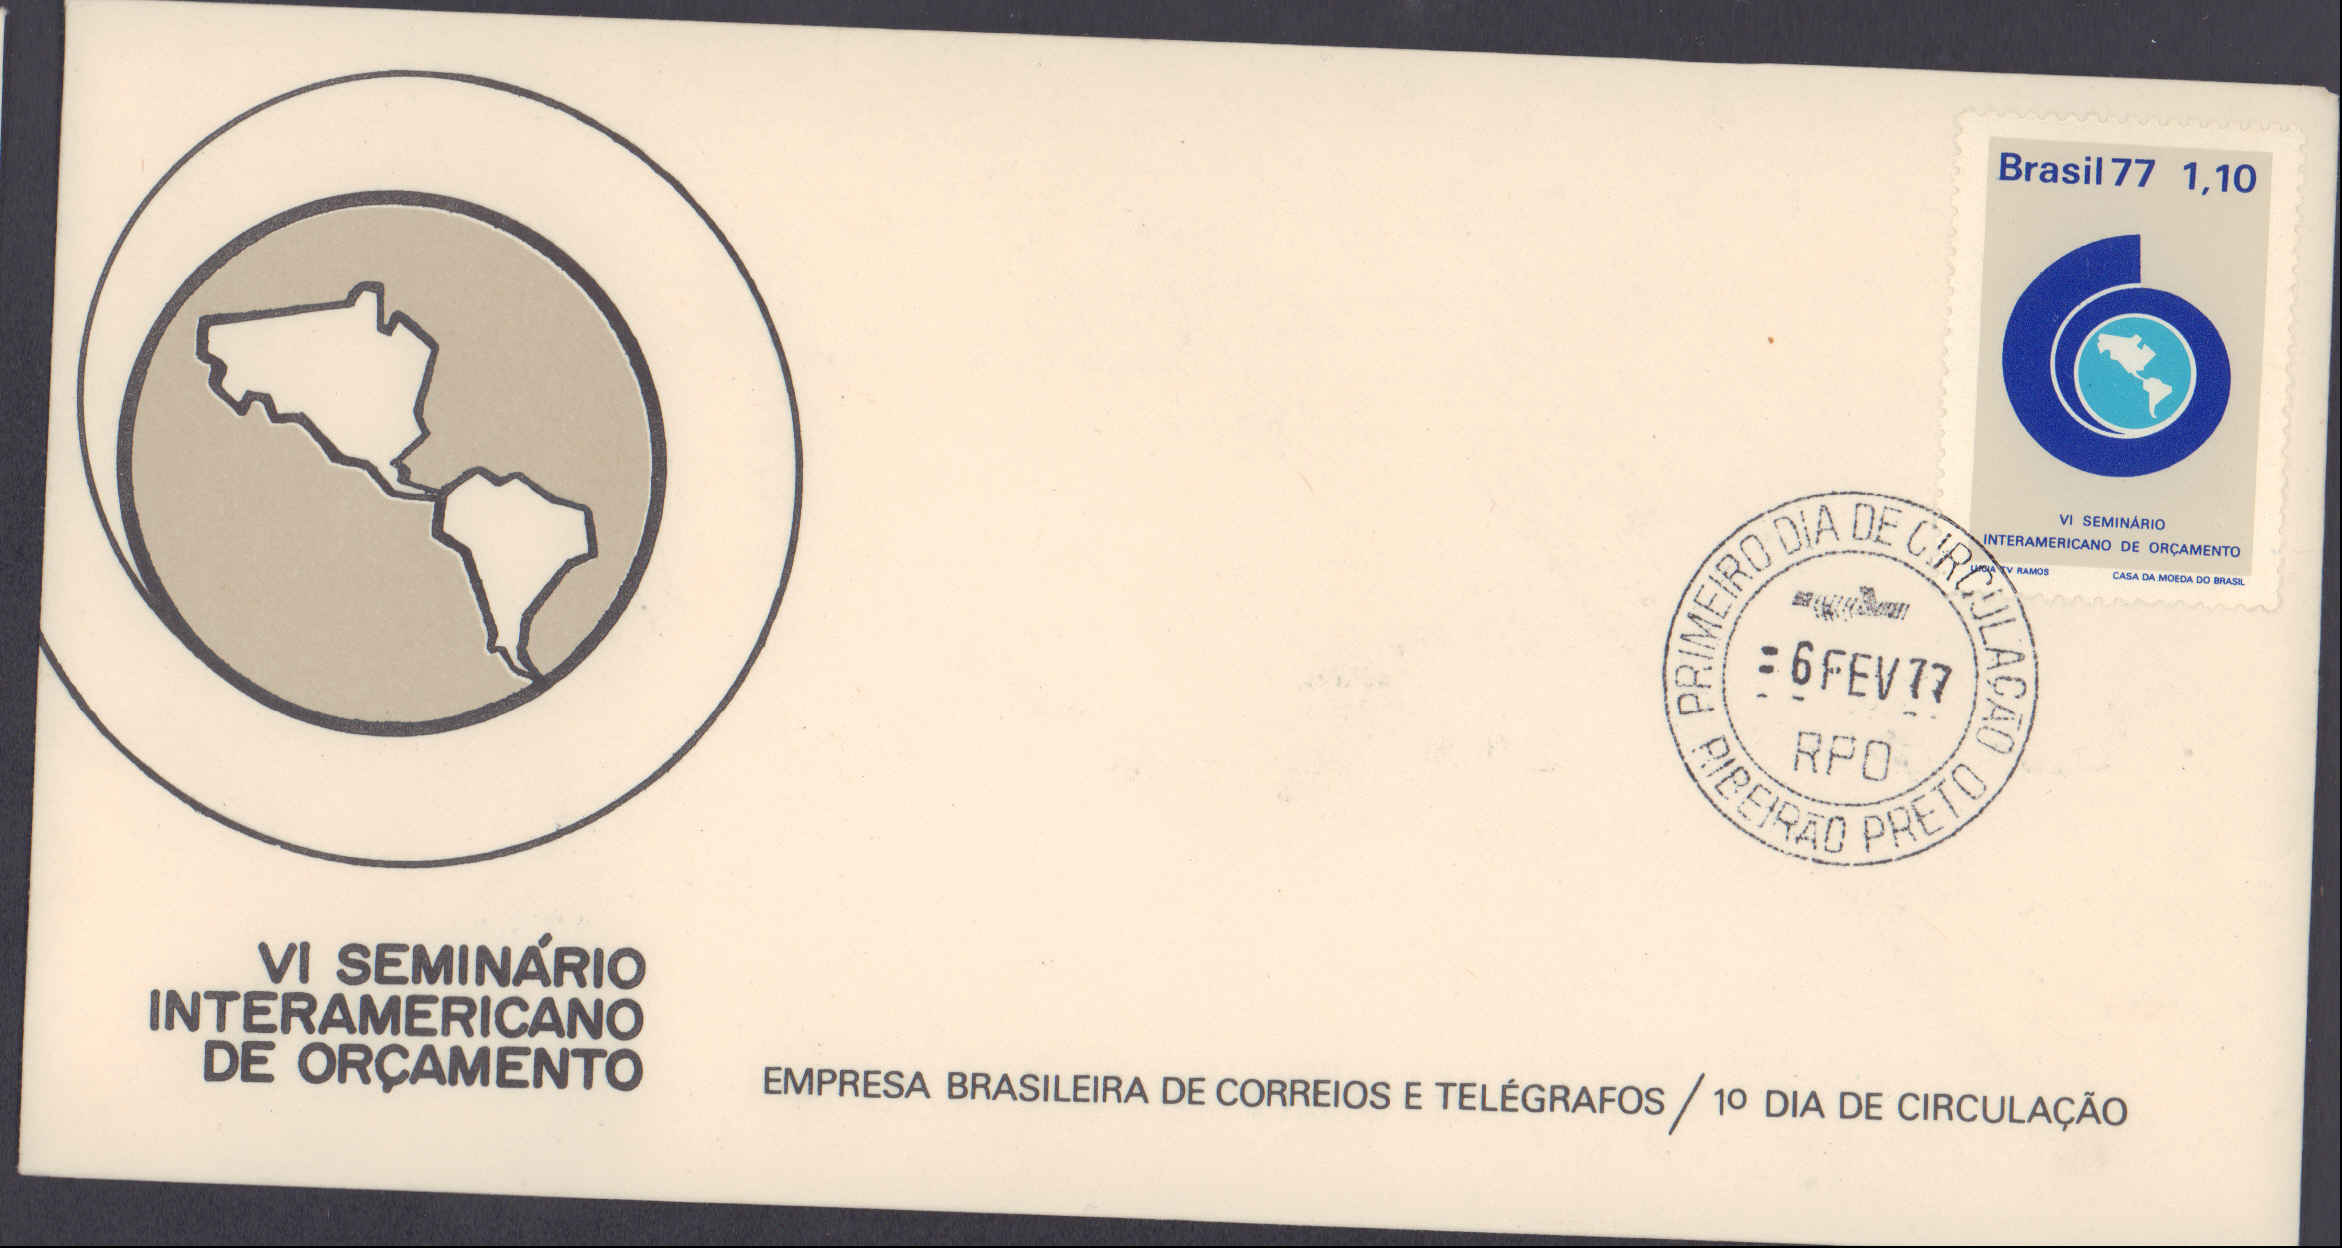 VI SEMINÁRIO
INTERAMERICANO
DE ORÇAMENTO
EMPRESA BRASILEIRA DE CORREIOS E TELÉGRAFOS / 1º DIA DE CIRCULAÇÃO
Brasil 77 1,10
VI SEMINÁRIO
INTERAMERICANO DE ORÇAMENTO
TV RAMOS CASA DA MOEDA DO BRASIL
PRIMEIRO DIA DE CIRCULAÇÃO
6 FEV 77
RPO
RIBEIRÃO PRETO